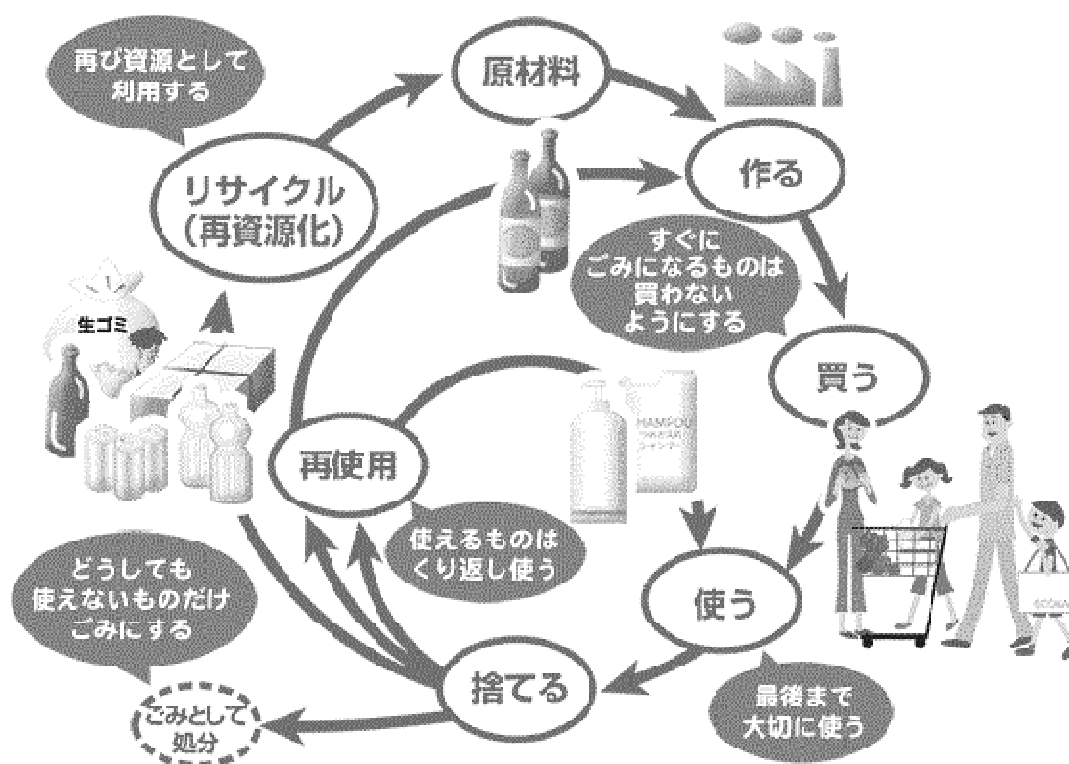 再び資源として
利用する
原材料
作る
リサイクル
(再資源化)
すぐに
ごみになるものは
買わない
ようにする
生ゴミ
買う
再使用
使えるものは
くり返し使う
どうしても
使えないものだけ
ごみにする
使う
捨てる
最後まで
大切に使う
ごみとして
処分